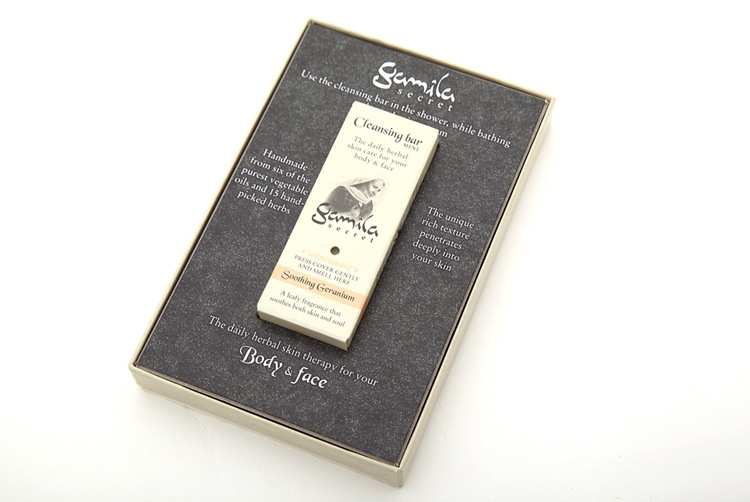 gamila
secret
Use the cleansing bar in the shower, while bathing
Cleansing bar
MINI
The daily herbal
skin care for your
body & face
gamila
secret
PRESS COVER GENTLY
AND SMELL HERE
Soothing Geranium
A leafy fragrance that
soothes both skin and soul
Handmade
from six of the
purest vegetable
oils and 15 hand-
picked herbs
The unique
rich texture
penetrates
deeply into
your skin
The daily herbal skin therapy for your
Body & face